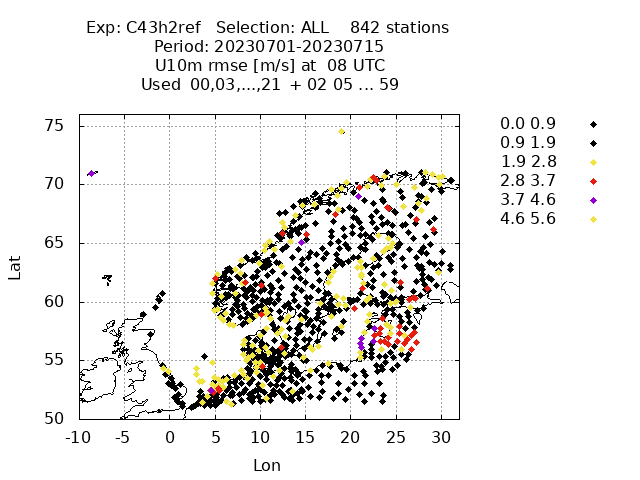 Exp: C43h2ref   Selection: ALL    842 stations
Period: 20230701-20230715
U10m rmse [m/s] at  08 UTC
Used  00,03,...,21  + 02 05 ... 59
0.0 0.9
0.9 1.9
1.9 2.8
2.8 3.7
3.7 4.6
4.6 5.6
75
70
65
60
55
50
Lat
-10 -5 0 5 10 15 20 25 30
Lon